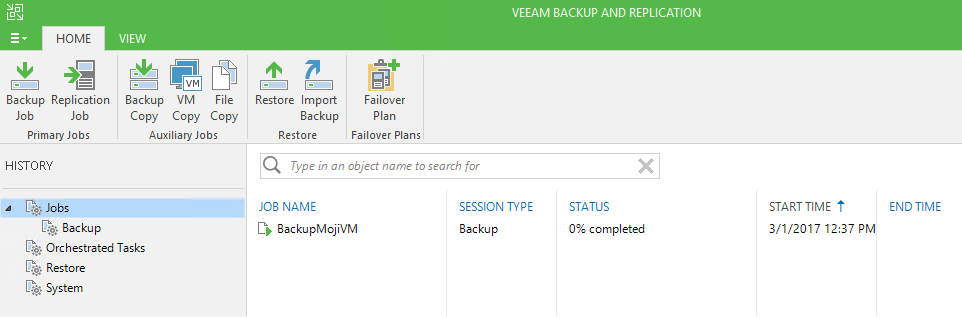 VEEAM BACKUP AND REPLICATION
HOME VIEW
Backup Job
Replication Job
Backup Copy
VM
VM Copy
File Copy
Restore
Import Backup
Failover Plan
Primary Jobs
Auxiliary Jobs
Restore
Failover Plans
HISTORY
Type in an object name to search for
Jobs
Backup
Orchestrated Tasks
Restore
System
JOB NAME SESSION TYPE STATUS START TIME END TIME
BackupMojiVM Backup 0% completed 3/1/2017 12:37 PM